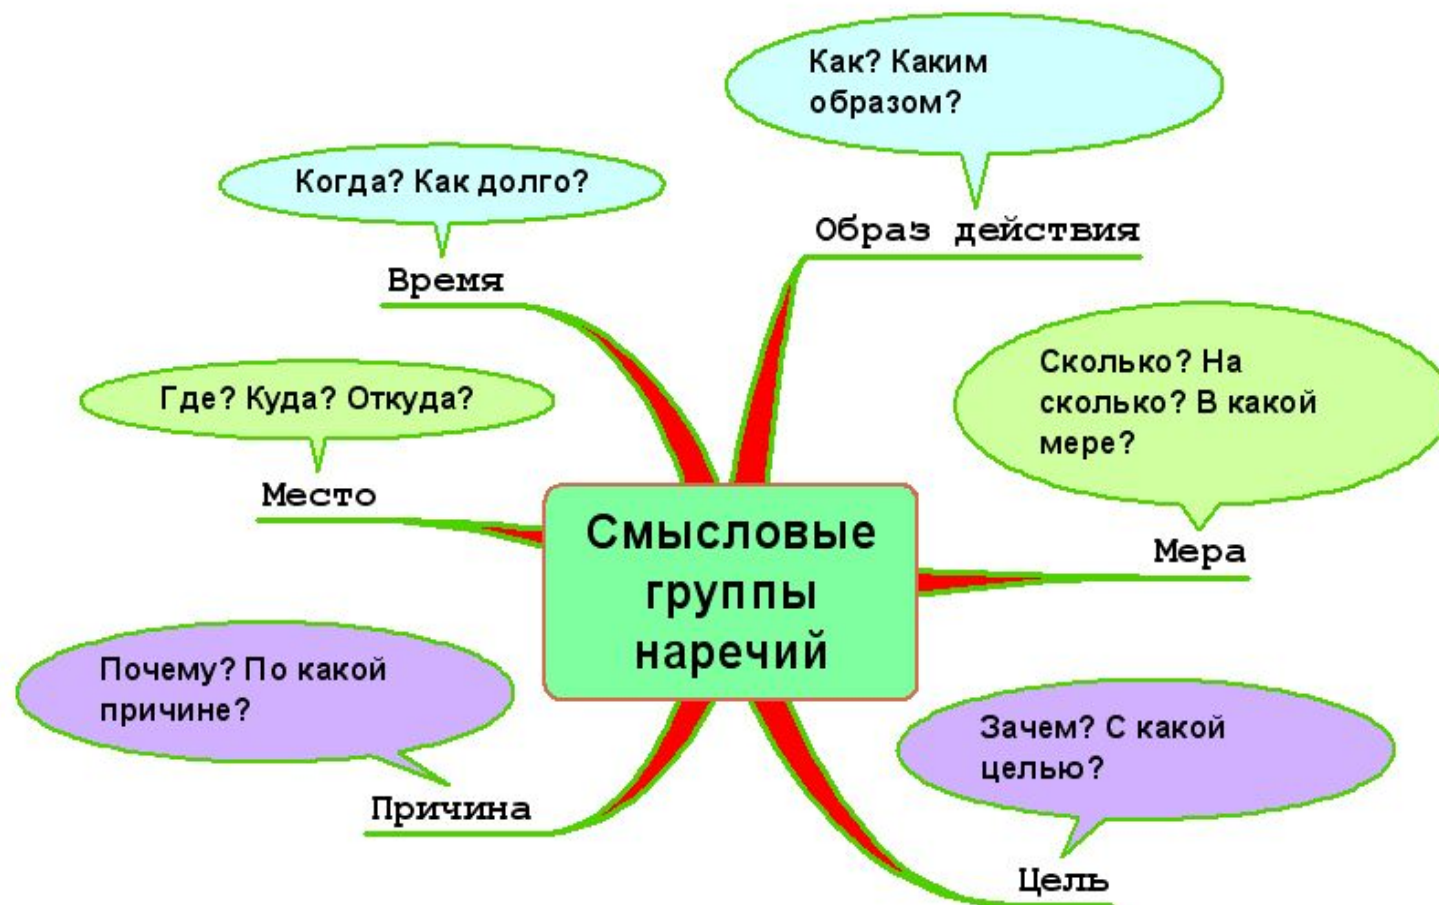 Как? Каким
образом?
Образ действия
Когда? Как долго?
Время
Сколько? На
сколько? В какой
мере?
Мера
Где? Куда? Откуда?
Место
Смысловые
группы
наречий
Почему? По какой
причине?
Причина
Зачем? С какой
целью?
Цель